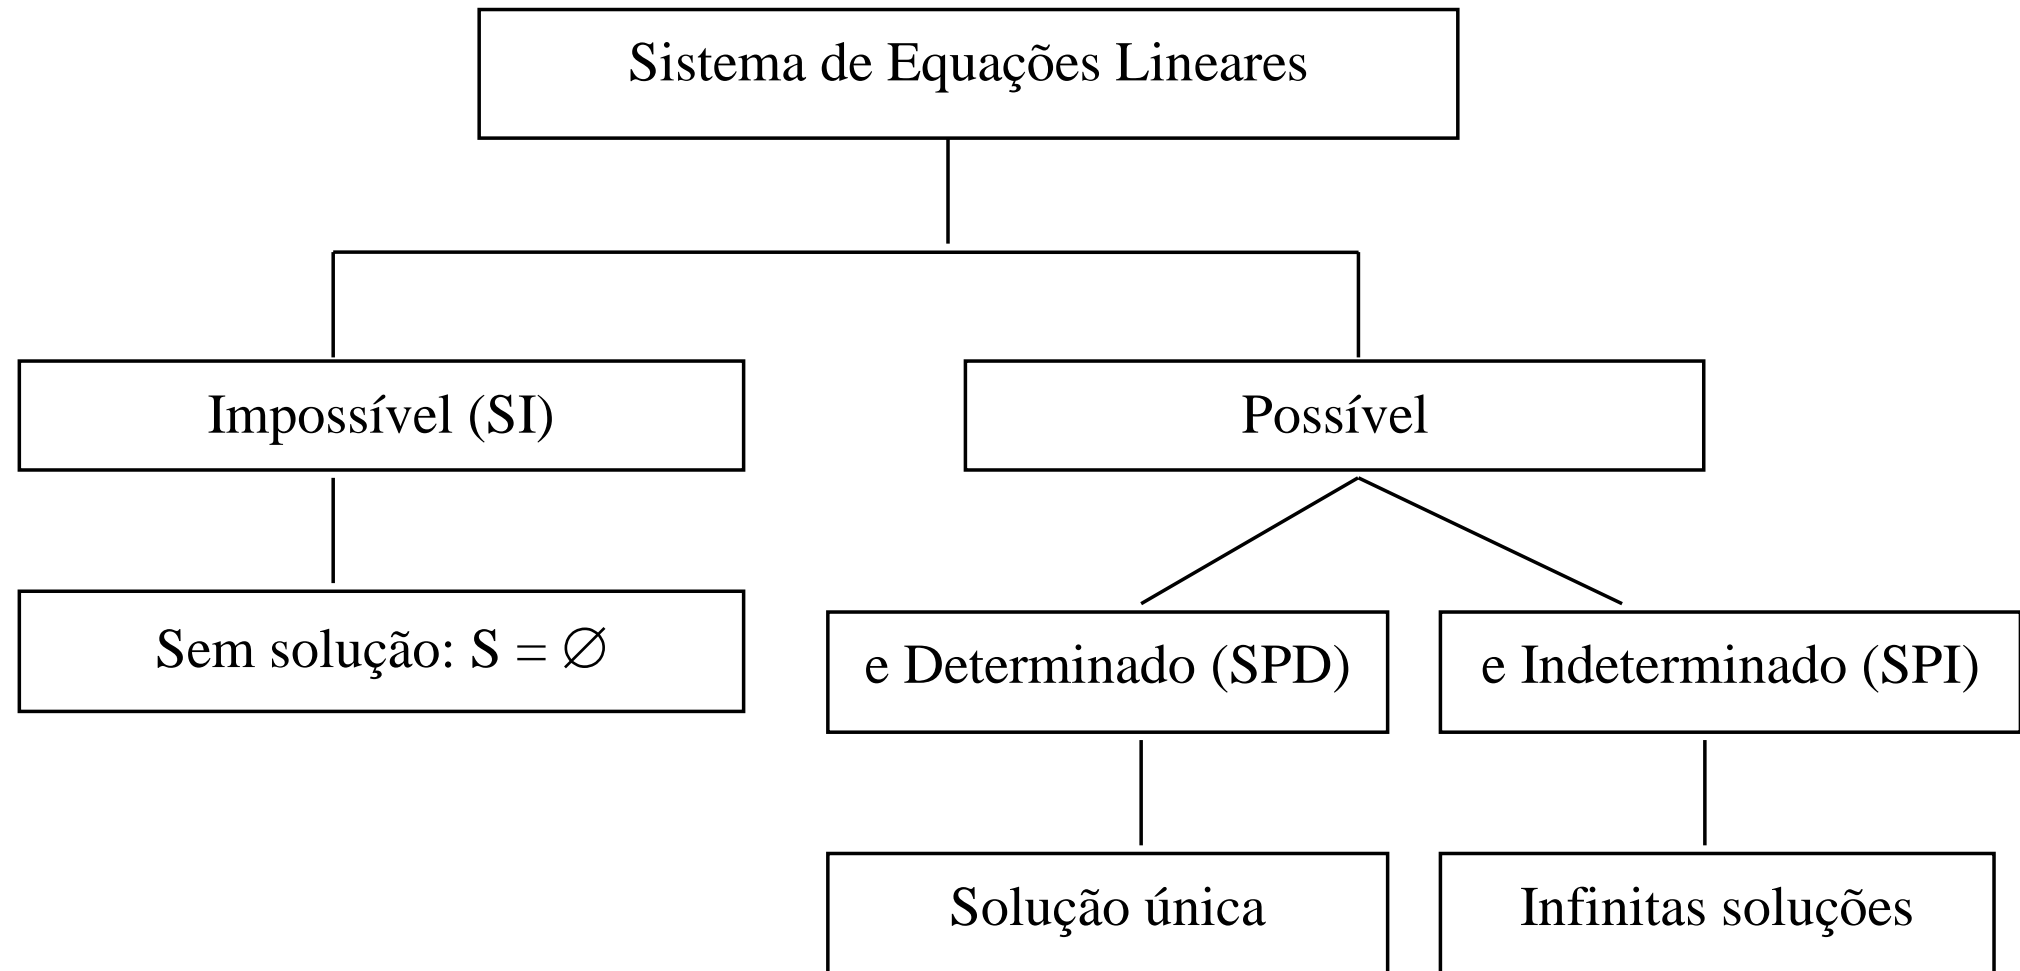 Sistema de Equações Lineares
Impossível (SI)
Possível
Sem solução: S = ∅
e Determinado (SPD)
e Indeterminado (SPI)
Solução única
Infinitas soluções